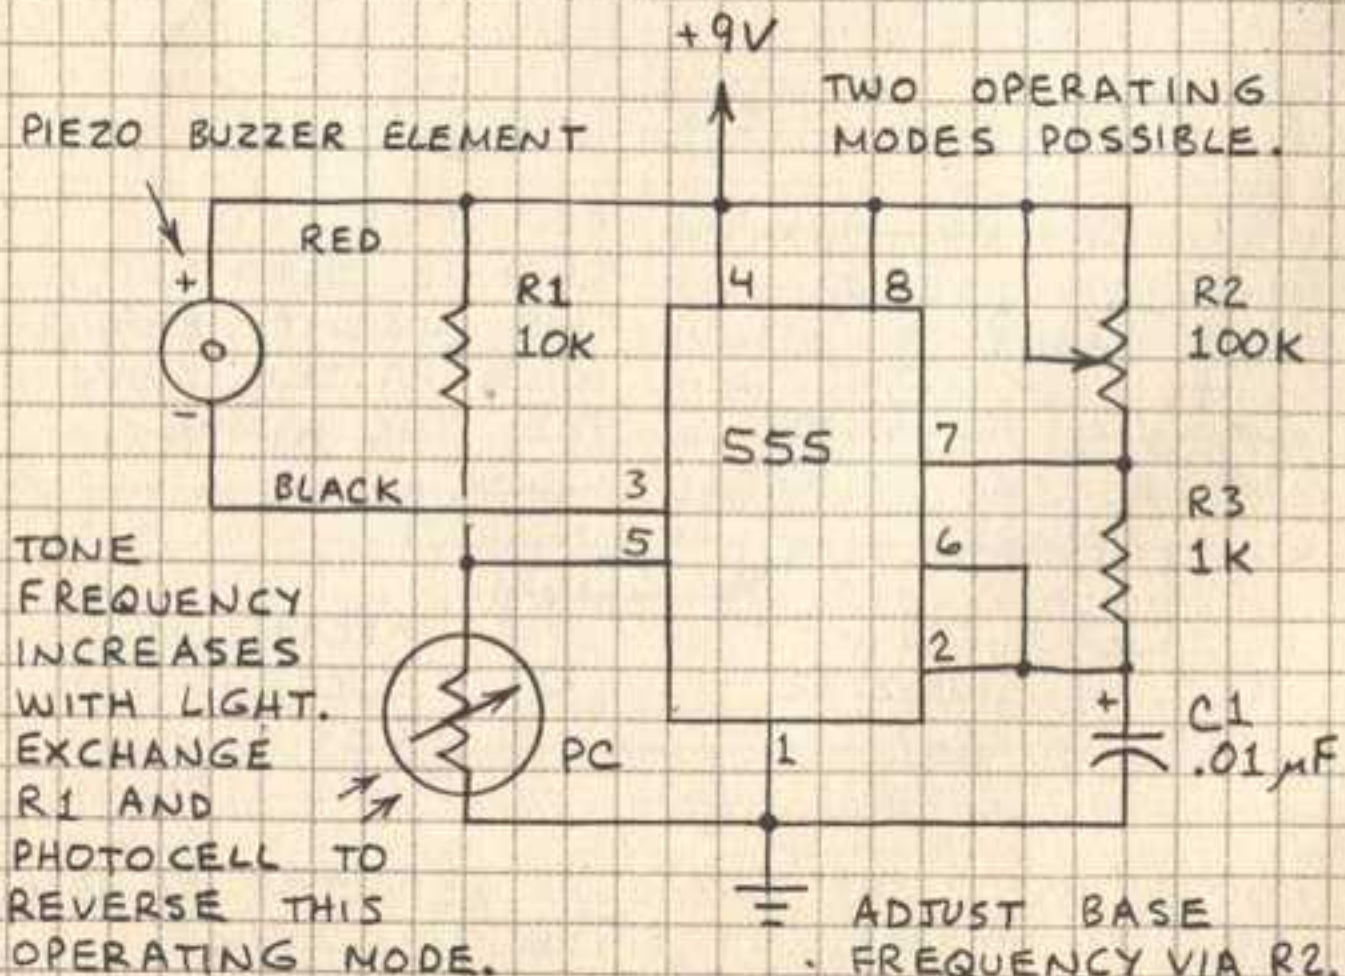 +9V
TWO OPERATING
MODES POSSIBLE.
PIEZO BUZZER ELEMENT
RED
+
-
BLACK
R1
10K
4
8
555
3
5
7
6
2
1
R2
100K
R3
1K
+
C1
.01 µF
PC
TONE
FREQUENCY
INCREASES
WITH LIGHT.
EXCHANGE
R1 AND
PHOTOCELL TO
REVERSE THIS
OPERATING MODE.
ADJUST BASE
FREQUENCY VIA R2.